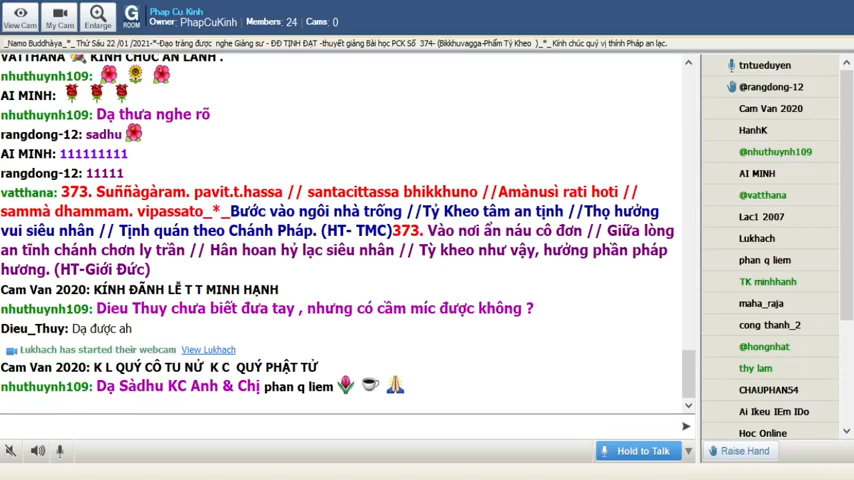 Phap Cu Kinh
Owner: PhapCuKinh Members: 24 Cams: 0
View Cam My Cam Enlarge G ROOM
_Namo Buddhàya_*_ Thứ Sáu 22 /01 /2021-*-Đạo tràng được nghe Giảng sư - ĐĐ TỊNH ĐẠT -thuyết giảng Bài học PCK Số 374- (Bikkhuvagga-Phẩm Tỳ Kheo )_*_ Kính chúc quý vị thính Pháp an lạc.
VATTHANA KÍNH CHÚC AN LÀNH .
nhuthuynh109:
AI MINH:
nhuthuynh109: Dạ thưa nghe rõ
rangdong-12: sadhu
AI MINH: 111111111
rangdong-12: 11111
vatthana: 373. Suññàgàram. pavit.t.hassa // santacittassa bhikkhuno //Amànusì rati hoti //
sammà dhammam. vipassato_*_Bước vào ngôi nhà trống //Tỷ Kheo tâm an tịnh //Thọ hưởng
vui siêu nhân // Tịnh quán theo Chánh Pháp. (HT- TMC)373. Vào nơi ẩn náu cô đơn // Giữa lòng
an tĩnh chánh chơn ly trần // Hân hoan hỷ lạc siêu nhân // Tỳ kheo như vậy, hưởng phần pháp
hương. (HT-Giới Đức)
Cam Van 2020: KÍNH ĐÃNH LỄ T T MINH HẠNH
nhuthuynh109: Dieu Thuy chưa biết đưa tay , nhưng có cầm míc được không ?
Dieu_Thuy: Dạ được ah
Lukhach has started their webcam View Lukhach
Cam Van 2020: K L QUÝ CÔ TU NỬ K C QUÝ PHẬT TỬ
nhuthuynh109: Dạ Sàdhu KC Anh & Chị phan q liem
Hold to Talk
tntueduyen
@rangdong-12
Cam Van 2020
HanhK
@nhuthuynh109
AI MINH
@vatthana
Lac1 2007
Lukhach
phan q liem
TK minhhanh
maha_raja
cong thanh_2
@hongnhat
thy lam
CHAUPHAN54
Ai Ikeu IEm IDo
Hoc Online
Raise Hand